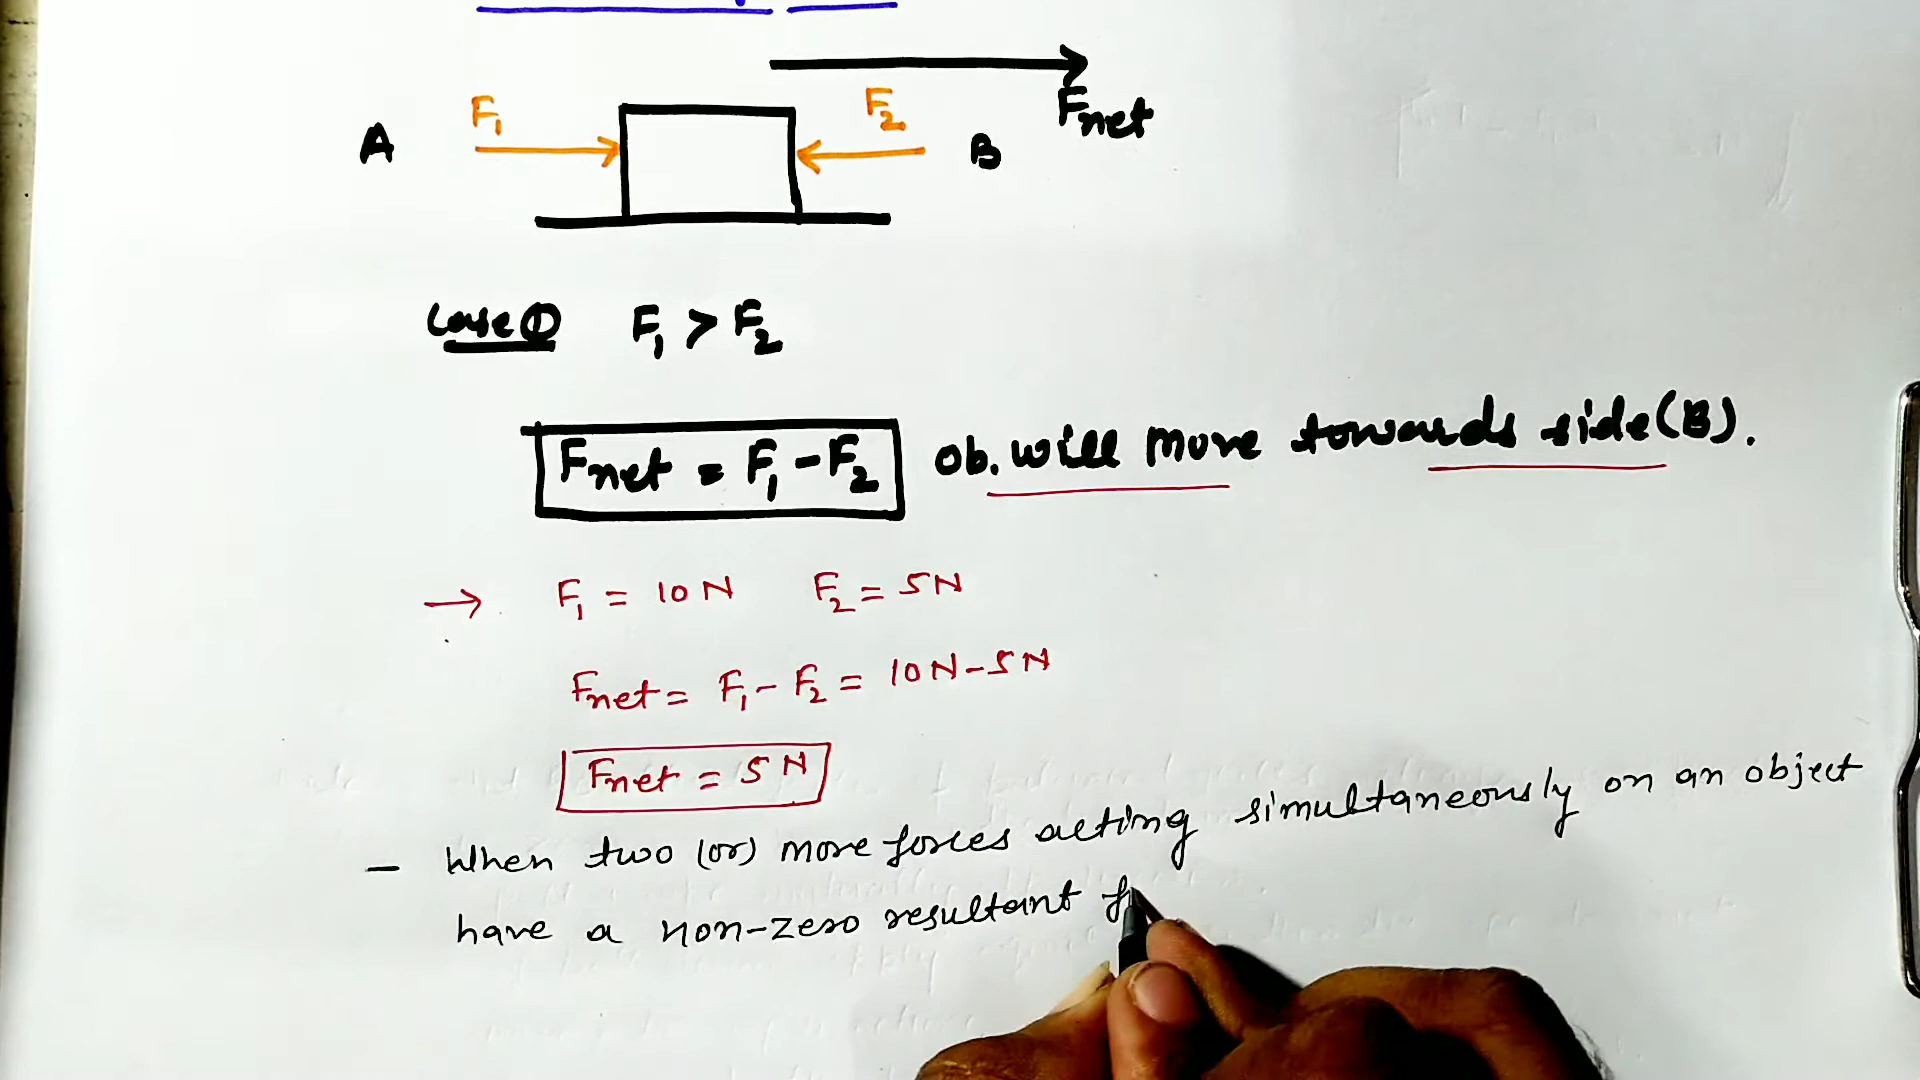 F₁ F₂ Fnet
A B
Case ① F₁ > F₂
Fnet = F₁ - F₂ ob. will move towards side (B).
→ F₁ = 10 N F₂ = 5 N
Fnet = F₁ - F₂ = 10 N - 5 N
Fnet = 5 N
- When two (or) more forces acting simultaneously on an object
have a non-zero resultant f